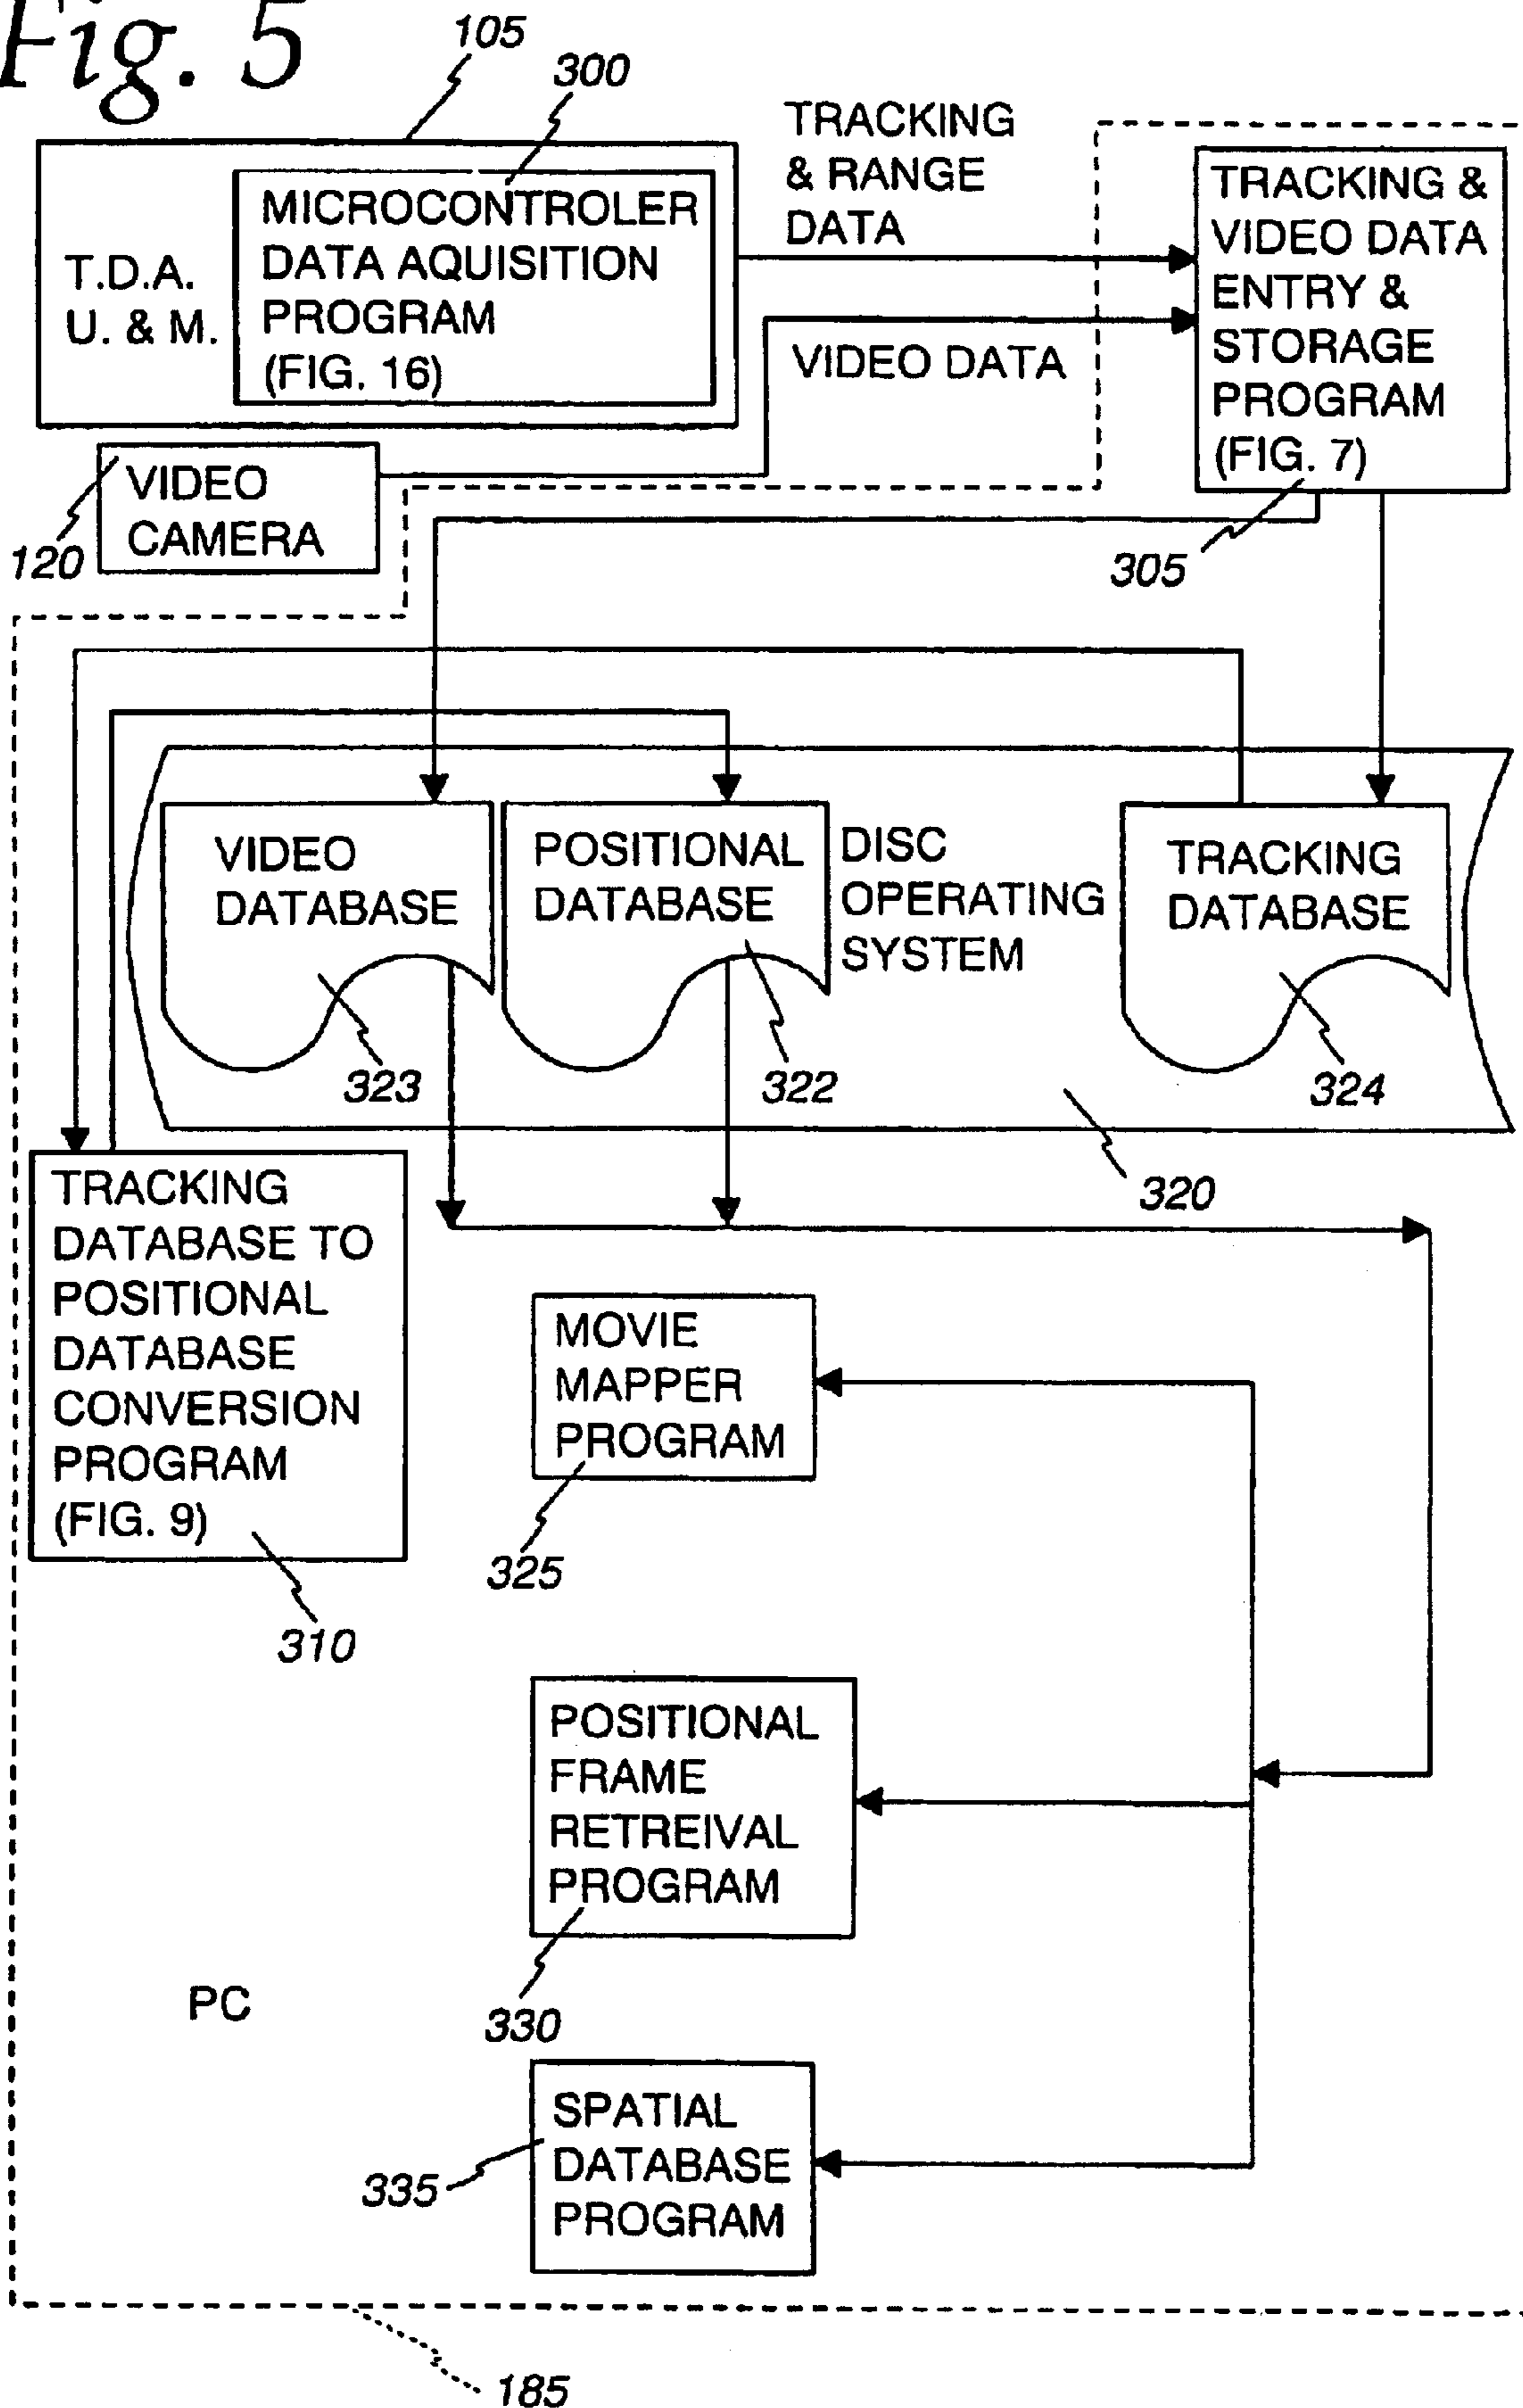 Fig. 5
105
300
TRACKING
& RANGE
DATA
T.D.A.
U. & M.
MICROCONTROLER
DATA AQUISITION
PROGRAM
(FIG. 16)
TRACKING &
VIDEO DATA
ENTRY &
STORAGE
PROGRAM
(FIG. 7)
VIDEO DATA
VIDEO
CAMERA
120
305
VIDEO
DATABASE
POSITIONAL
DATABASE
DISC
OPERATING
SYSTEM
TRACKING
DATABASE
323
322
324
320
TRACKING
DATABASE TO
POSITIONAL
DATABASE
CONVERSION
PROGRAM
(FIG. 9)
310
MOVIE
MAPPER
PROGRAM
325
POSITIONAL
FRAME
RETREIVAL
PROGRAM
330
PC
SPATIAL
DATABASE
PROGRAM
335
185